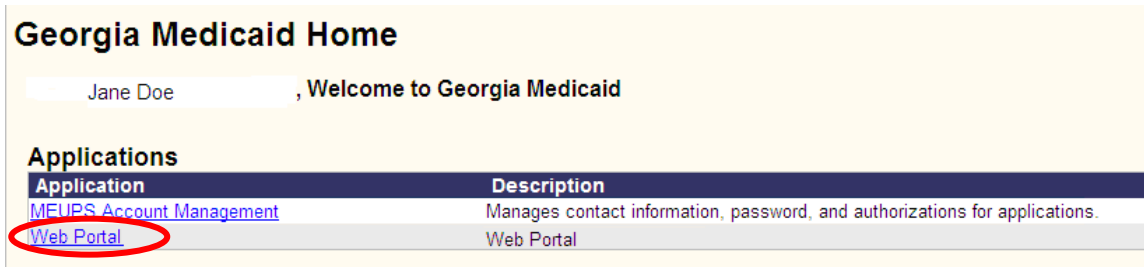 Georgia Medicaid Home
Jane Doe , Welcome to Georgia Medicaid
Applications
Application Description
MEUPS Account Management Manages contact information, password, and authorizations for applications.
Web Portal Web Portal